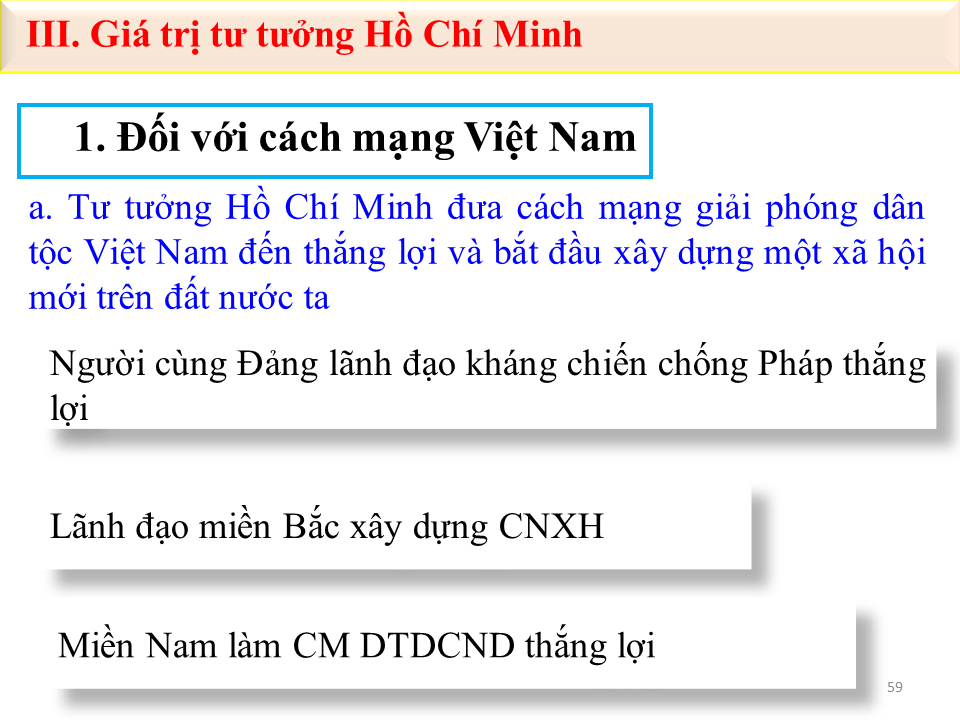 III. Giá trị tư tưởng Hồ Chí Minh
1. Đối với cách mạng Việt Nam
a. Tư tưởng Hồ Chí Minh đưa cách mạng giải phóng dân
tộc Việt Nam đến thắng lợi và bắt đầu xây dựng một xã hội
mới trên đất nước ta
Người cùng Đảng lãnh đạo kháng chiến chống Pháp thắng
lợi
Lãnh đạo miền Bắc xây dựng CNXH
Miền Nam làm CM DTDCND thắng lợi
59